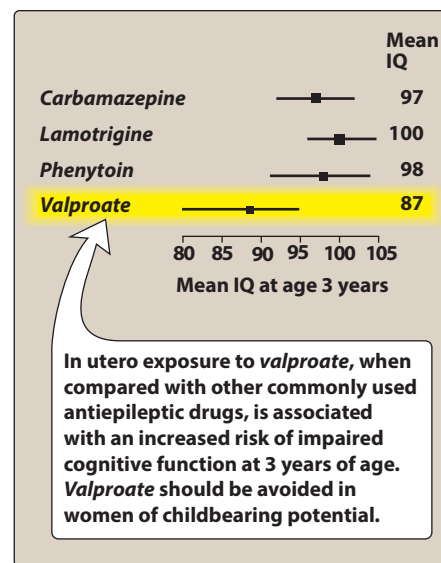 Mean
IQ
Carbamazepine 97
Lamotrigine 100
Phenytoin 98
Valproate 87
80 85 90 95 100 105
Mean IQ at age 3 years
In utero exposure to valproate, when
compared with other commonly used
antiepileptic drugs, is associated
with an increased risk of impaired
cognitive function at 3 years of age.
Valproate should be avoided in
women of childbearing potential.